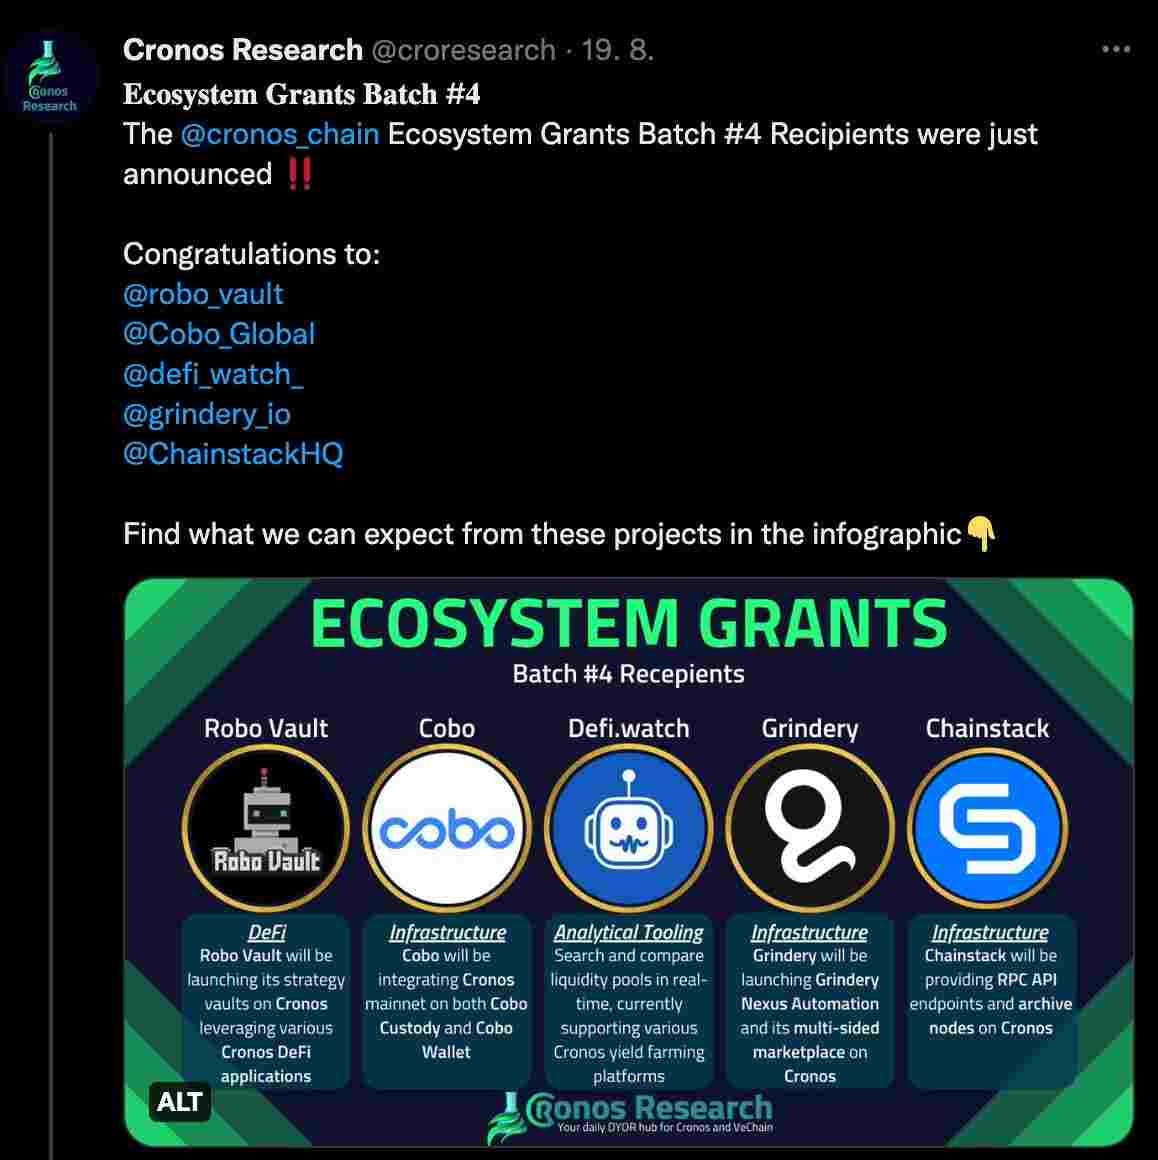 Cronos Research @croresearch · 19. 8.
Cronos
Research
Ecosystem Grants Batch #4
The @cronos_chain Ecosystem Grants Batch #4 Recipients were just
announced ‼️
Congratulations to:
@robo_vault
@Cobo_Global
@defi_watch_
@grindery_io
@ChainstackHQ
Find what we can expect from these projects in the infographic👇
ECOSYSTEM GRANTS
Batch #4 Recepients
Robo Vault
Robo Vault
DeFi
Robo Vault will be
launching its strategy
vaults on Cronos
leveraging various
Cronos DeFi
applications
Cobo
cobo
Infrastructure
Cobo will be
integrating Cronos
mainnet on both Cobo
Custody and Cobo
Wallet
Defi.watch
Analytical Tooling
Search and compare
liquidity pools in real-
time, currently
supporting various
Cronos yield farming
platforms
Grindery
Infrastructure
Grindery will be
launching Grindery
Nexus Automation
and its multi-sided
marketplace on
Cronos
Chainstack
Infrastructure
Chainstack will be
providing RPC API
endpoints and archive
nodes on Cronos
ALT
Cronos Research
Your daily DYOR hub for Cronos and VeChain